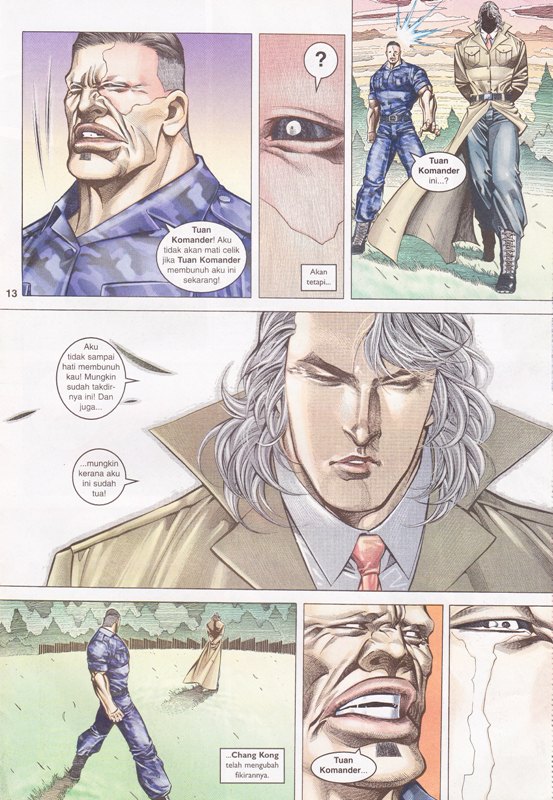 Tuan
Komander! Aku
tidak akan mati celik
jika Tuan Komander
membunuh aku ini
sekarang!
?
Akan
tetapi...
Tuan
Komander
ini...?
13
Aku
tidak sampai
hati membunuh
kau! Mungkin
sudah takdir-
nya ini! Dan
juga...
...mungkin
kerana aku
ini sudah
tua!
...Chang Kong
telah mengubah
fikirannya.
Tuan
Komander...